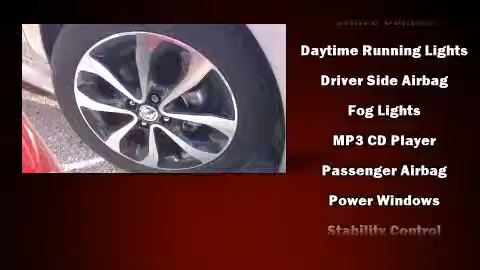 Daytime Running Lights
Driver Side Airbag
Fog Lights
MP3 CD Player
Passenger Airbag
Power Windows
Stability Control